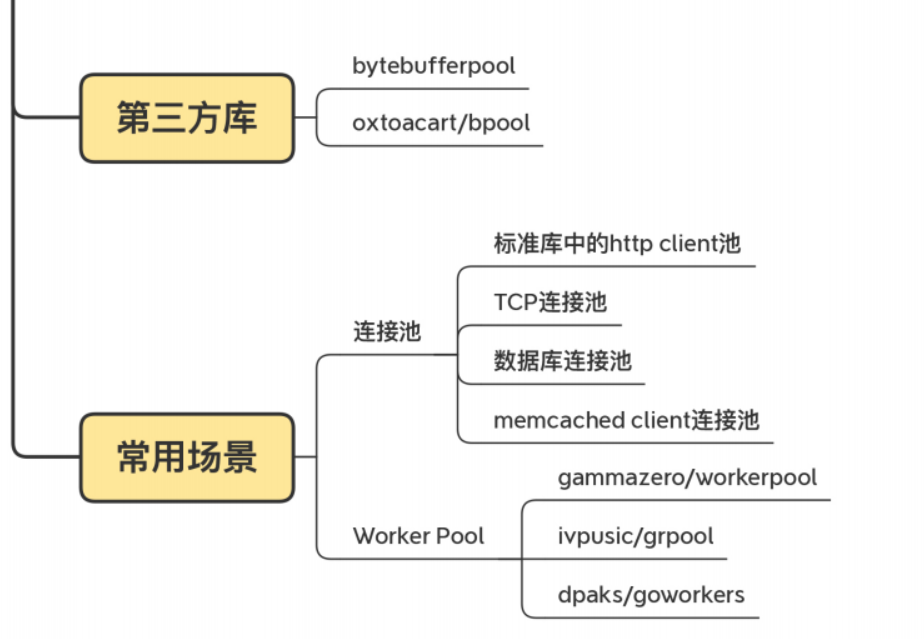 第三方库
bytebufferpool
oxtoacart/bpool
常用场景
连接池
标准库中的http client池
TCP连接池
数据库连接池
memcached client连接池
Worker Pool
gammazero/workerpool
ivpusic/grpool
dpaks/goworkers